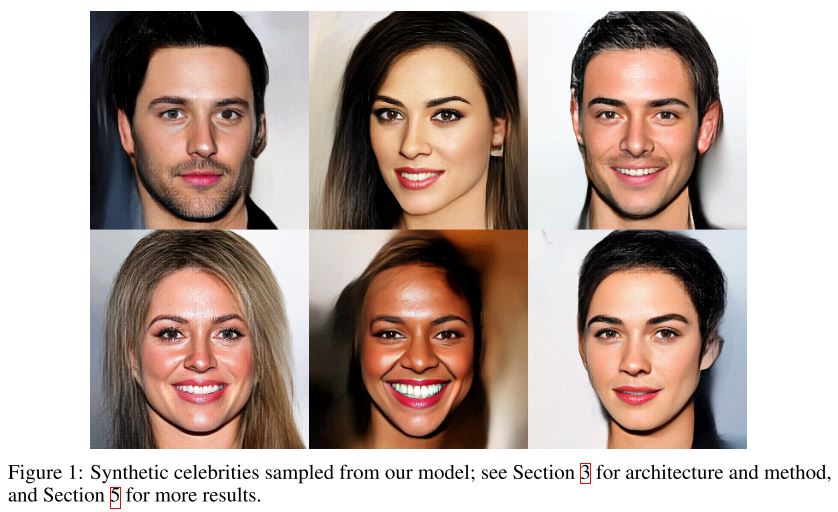 Figure 1: Synthetic celebrities sampled from our model; see Section 3 for architecture and method,
and Section 5 for more results.